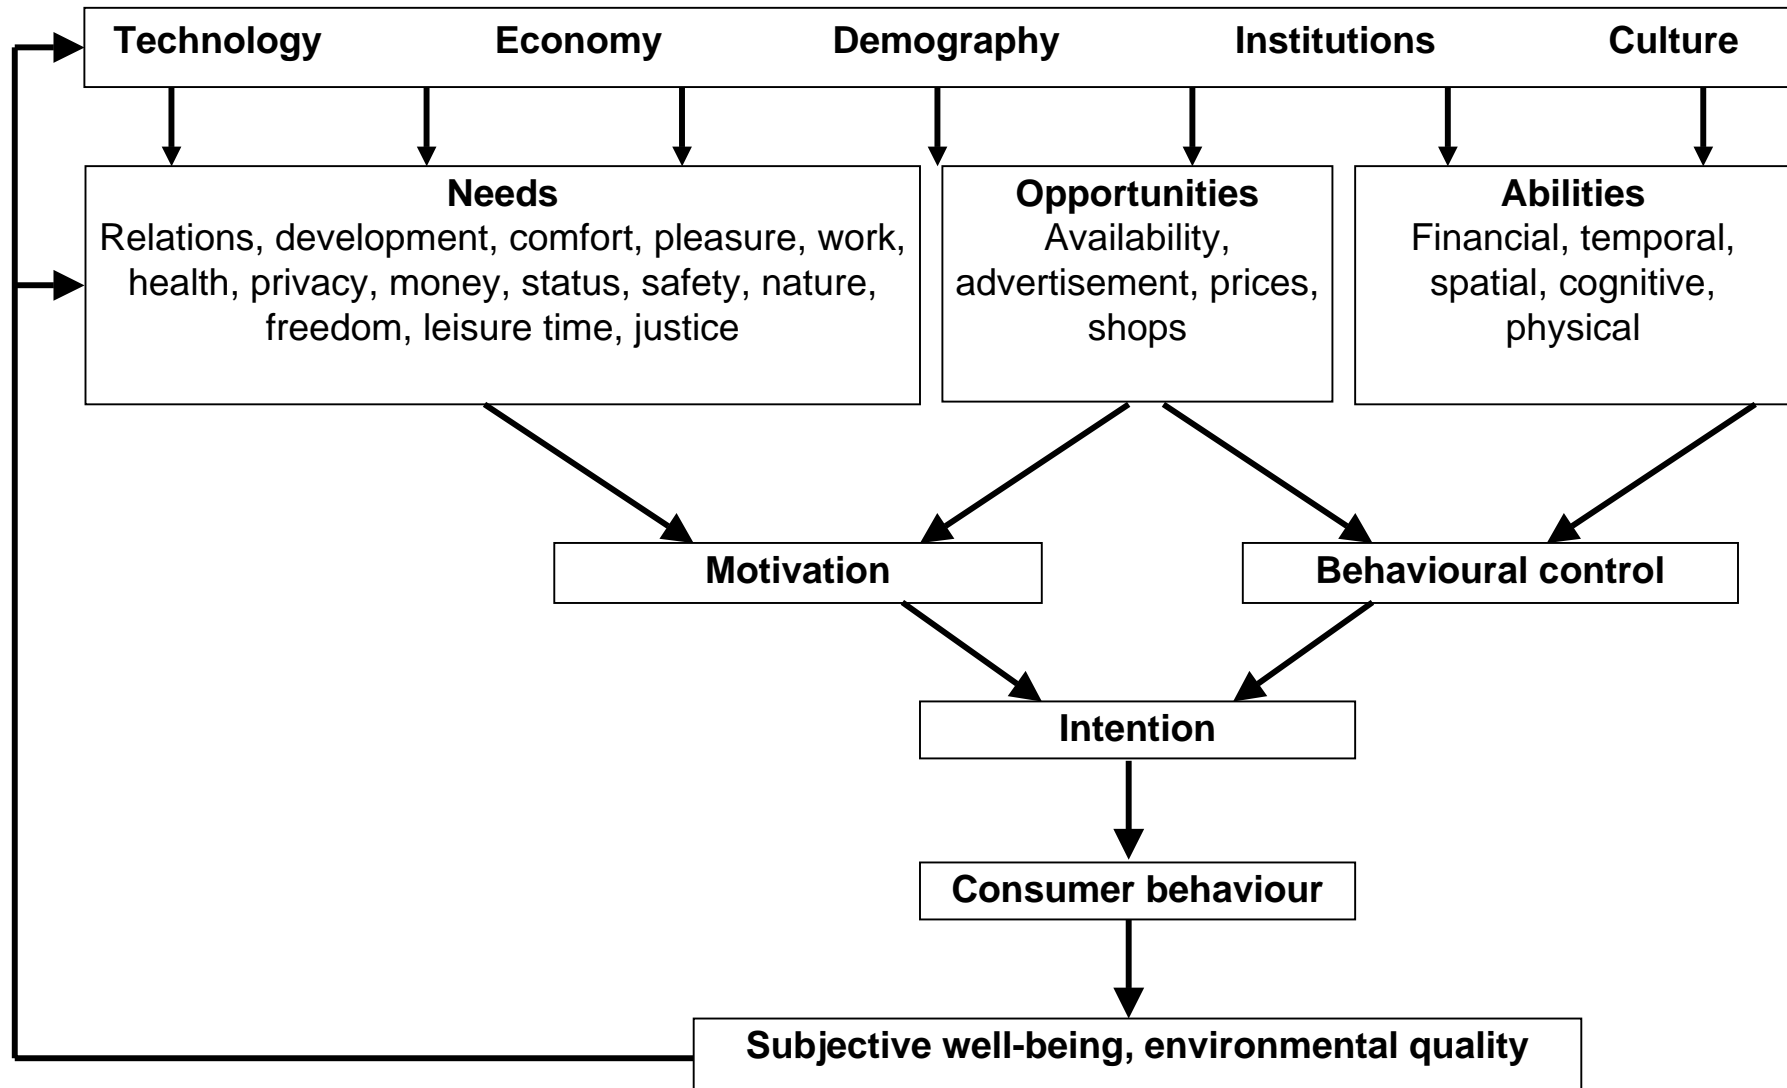 Technology Economy Demography Institutions Culture
Needs
Relations, development, comfort, pleasure, work,
health, privacy, money, status, safety, nature,
freedom, leisure time, justice
Opportunities
Availability,
advertisement, prices,
shops
Abilities
Financial, temporal,
spatial, cognitive,
physical
Motivation
Behavioural control
Intention
Consumer behaviour
Subjective well-being, environmental quality